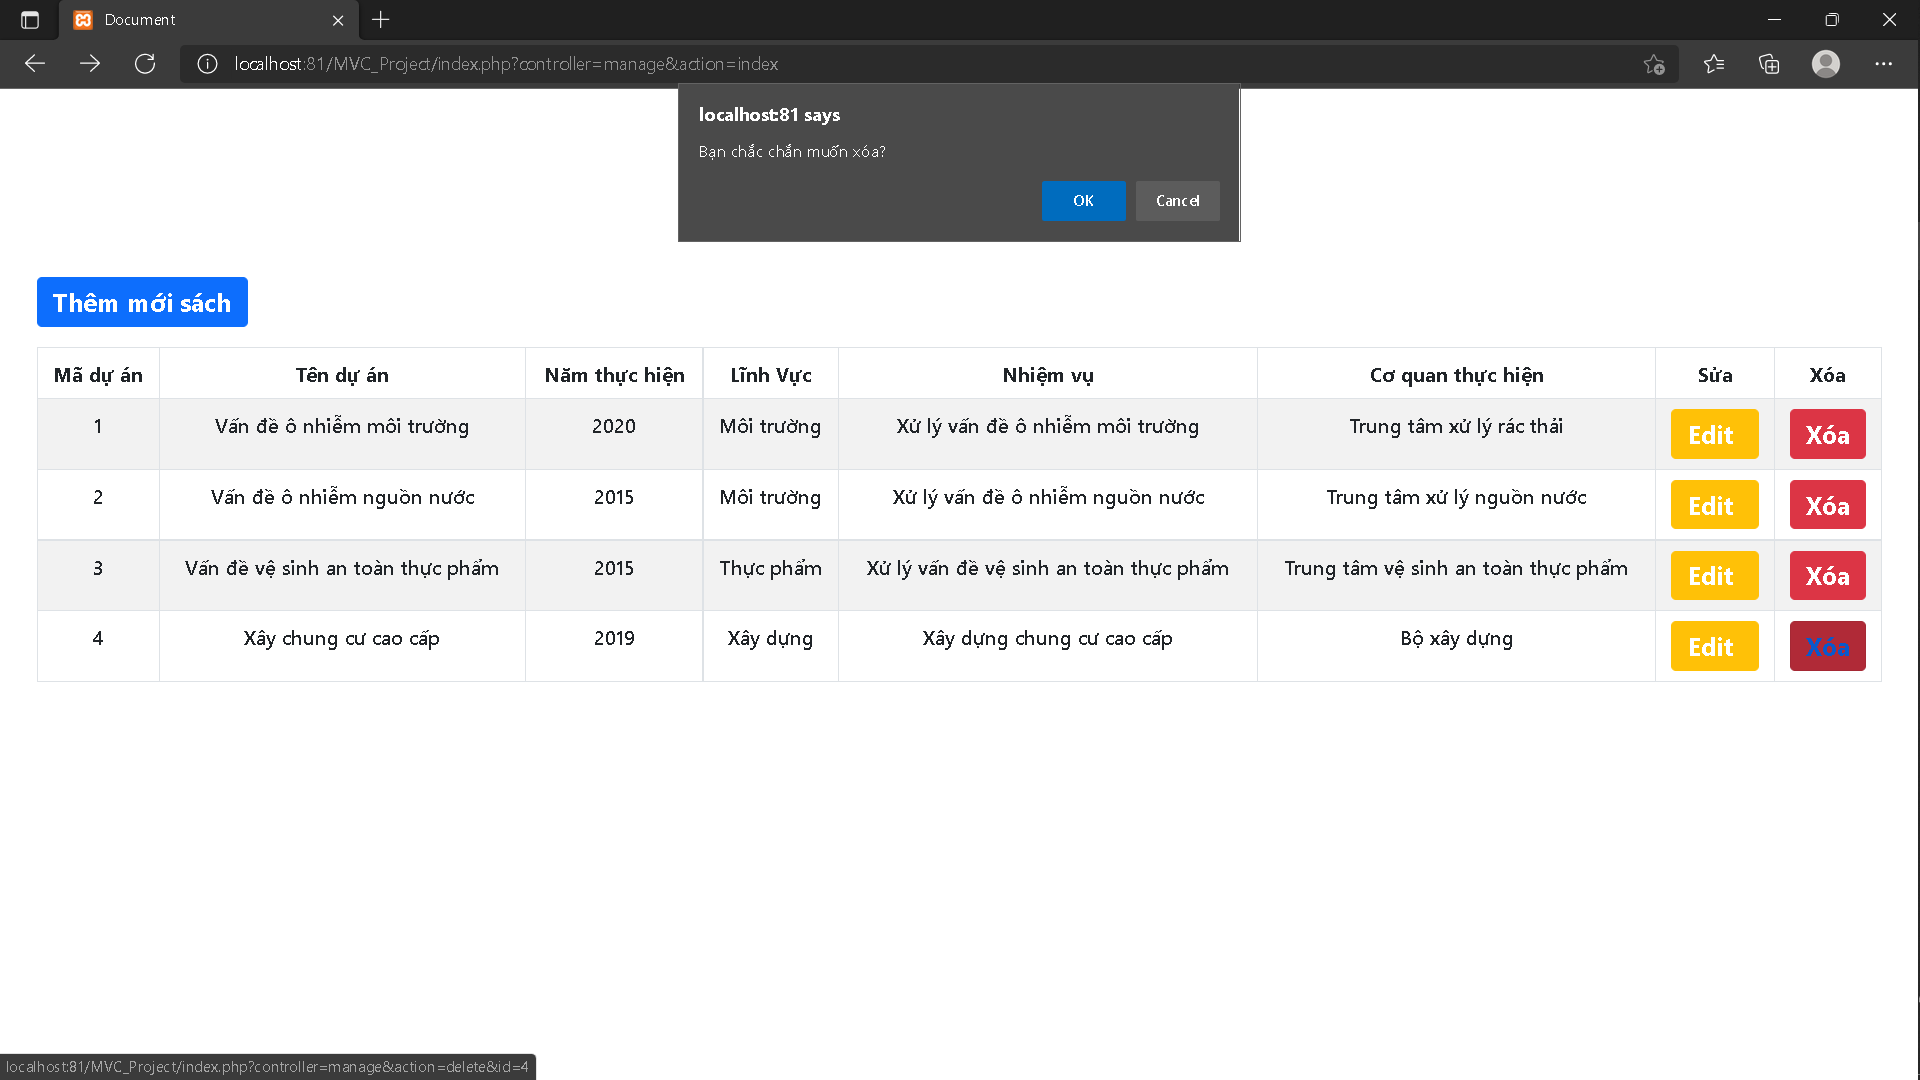 Document
localhost:81/MVC_Project/index.php?controller=manage&action=index
localhost:81 says
Bạn chắc chắn muốn xóa?
OK Cancel
Thêm mới sách
Mã dự án Tên dự án Năm thực hiện Lĩnh Vực Nhiệm vụ Cơ quan thực hiện Sửa Xóa
1 Vấn đề ô nhiễm môi trường 2020 Môi trường Xử lý vấn đề ô nhiễm môi trường Trung tâm xử lý rác thải Edit Xóa
2 Vấn đề ô nhiễm nguồn nước 2015 Môi trường Xử lý vấn đề ô nhiễm nguồn nước Trung tâm xử lý nguồn nước Edit Xóa
3 Vấn đề vệ sinh an toàn thực phẩm 2015 Thực phẩm Xử lý vấn đề vệ sinh an toàn thực phẩm Trung tâm vệ sinh an toàn thực phẩm Edit Xóa
4 Xây chung cư cao cấp 2019 Xây dựng Xây dựng chung cư cao cấp Bộ xây dựng Edit Xóa
localhost:81/MVC_Project/index.php?controller=manage&action=delete&id=4